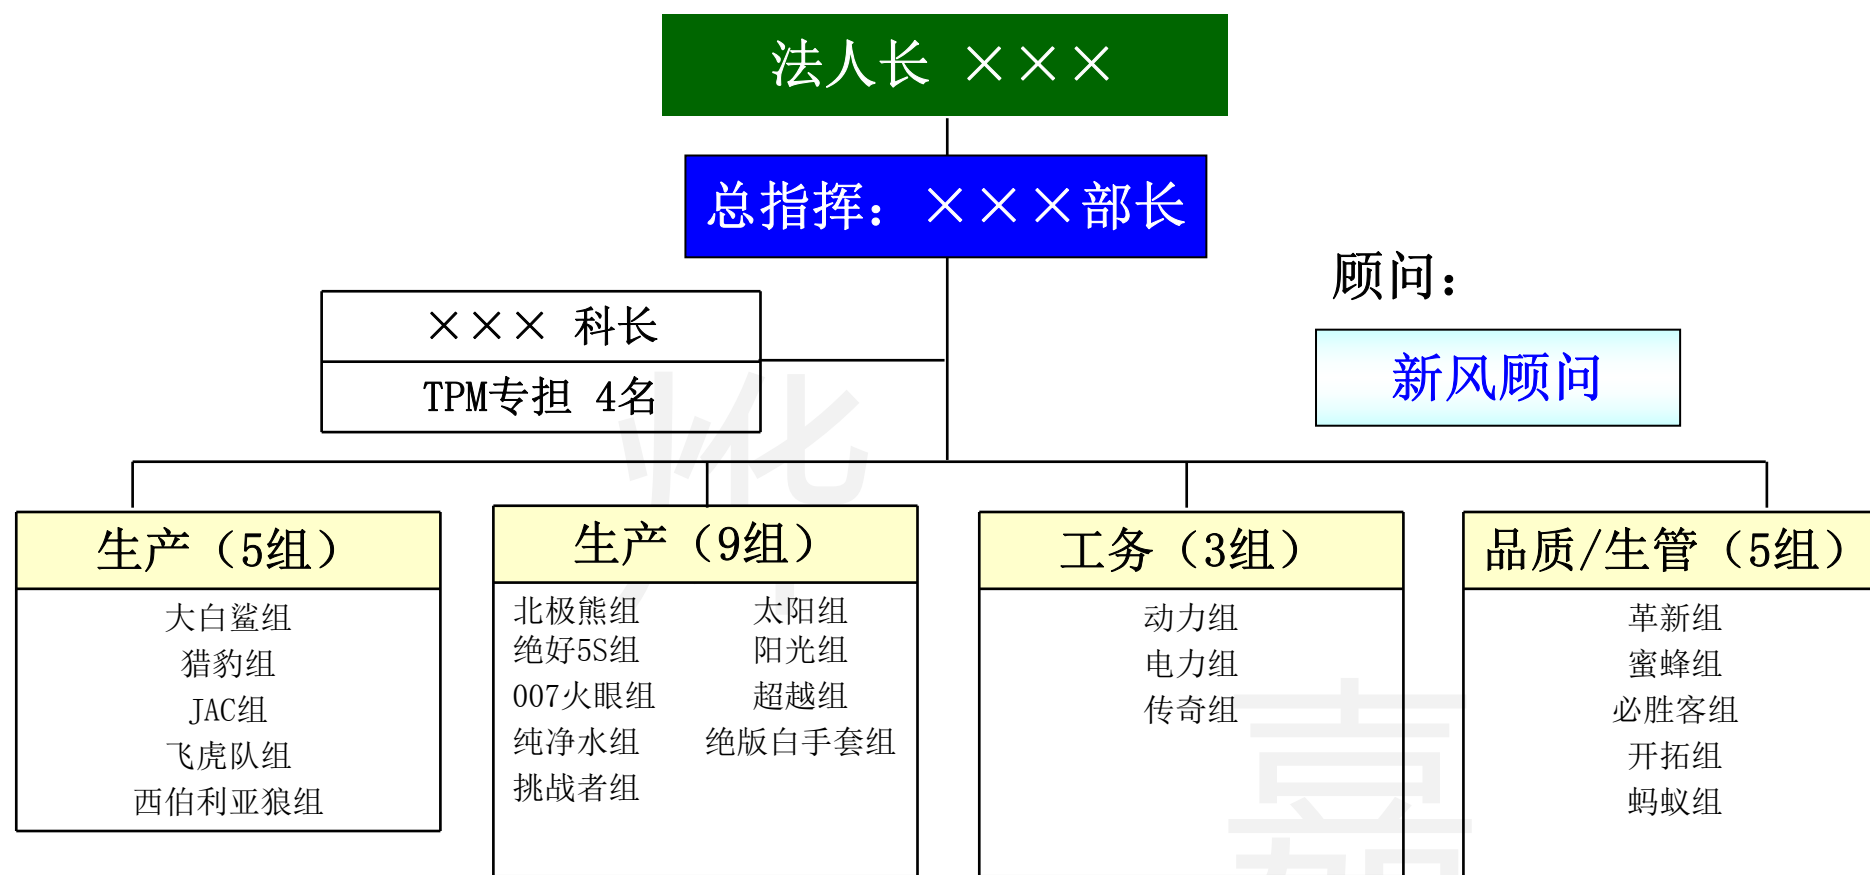 法人长 ×××
总指挥：×××部长
顾问：
新风顾问
××× 科长
TPM专担 4名
生产（5组）
大白鲨组
猎豹组
JAC组
飞虎队组
西伯利亚狼组
生产（9组）
北极熊组 太阳组
绝好5S组 阳光组
007火眼组 超越组
纯净水组 绝版白手套组
挑战者组
工务（3组）
动力组
电力组
传奇组
品质/生管（5组）
革新组
蜜蜂组
必胜客组
开拓组
蚂蚁组